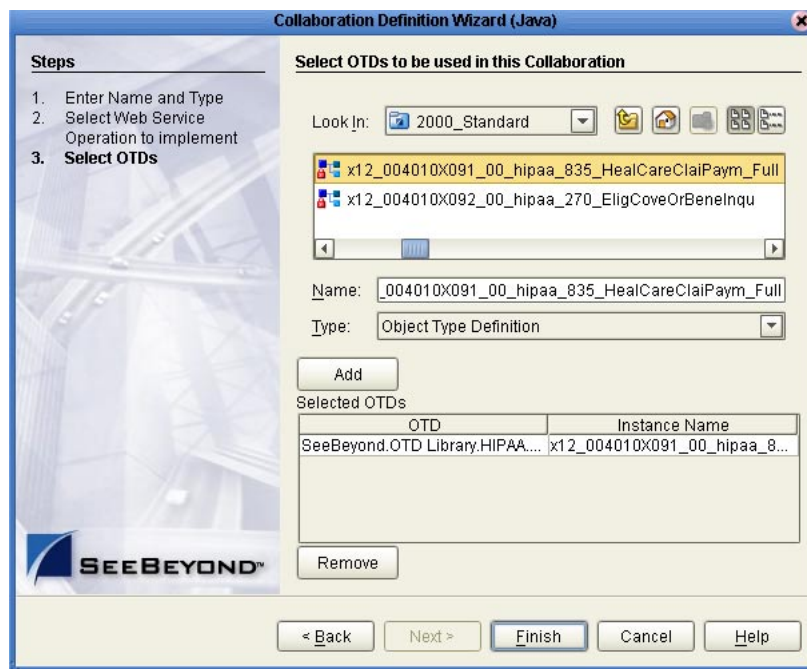 Collaboration Definition Wizard (Java)
Steps
1. Enter Name and Type
2. Select Web Service
Operation to implement
3. Select OTDs
Select OTDs to be used in this Collaboration
Look In: 2000_Standard
x12_004010X091_00_hipaa_835_HealCareClaiPaym_Full
x12_004010X092_00_hipaa_270_EligCoveOrBeneInqu
Name: _004010X091_00_hipaa_835_HealCareClaiPaym_Full
Type: Object Type Definition
Add
Selected OTDs
OTD Instance Name
SeeBeyond.OTD Library.HIPAA.... x12_004010X091_00_hipaa_8...
Remove
SEEBEYOND™
< Back Next > Finish Cancel Help